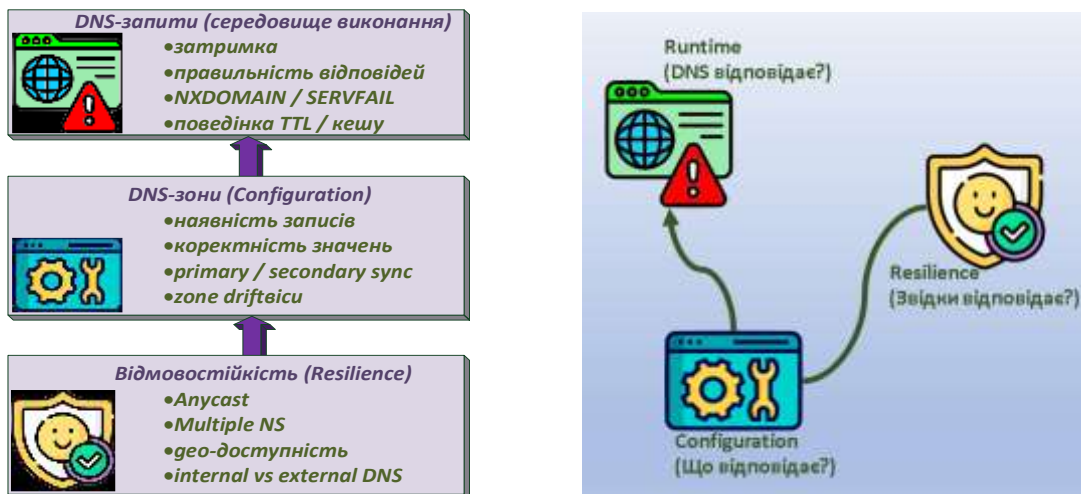 DNS-запити (середовище виконання)
•затримка
•правильність відповідей
•NXDOMAIN / SERVFAIL
•поведінка TTL / кешу
DNS-зони (Configuration)
•наявність записів
•коректність значень
•primary / secondary sync
•zone driftвіси
Відмовостійкість (Resilience)
•Anycast
•Multiple NS
•geo-доступність
•internal vs external DNS
Runtime
(DNS відповідає?)
Resilience
(Звідки відповідає?)
Configuration
(Що відповідає?)